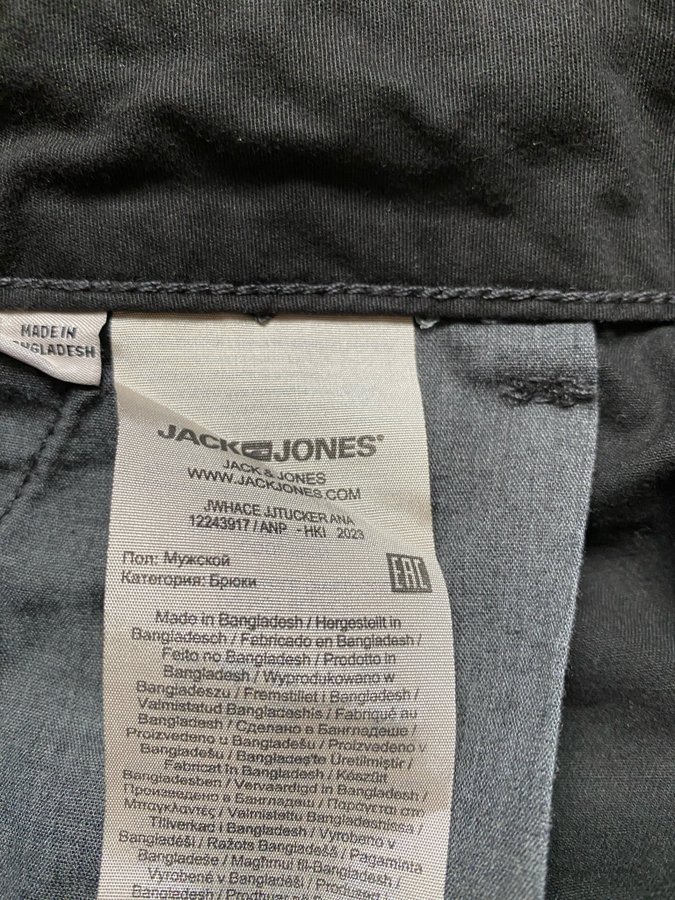 MADE IN
NGLADESH
JACK & JONES®
JACK & JONES
WWW.JACKJONES.COM
JWHACE JJTUCKER ANA
12243917 / ANP - HKI 2023
Пол: Мужской
Категория: Брюки
EAC
Made in Bangladesh / Hergestellt in
Bangladesch / Fabricado en Bangladesh /
Feito no Bangladesh / Prodotto in
Bangladesh / Wyprodukowano w
Bangladeszu / Fremstillet i Bangladesh /
Valmistatud Bangladeshis / Fabriqué au
Bangladesh / Сделано в Бангладеше /
Proizvedeno u Bangladešu / Proizvedeno v
Bangladešu / Bangladeş'te Üretilmiştir /
Fabricat în Bangladesh / Készült
Bangladesben / Vervaardigd in Bangladesh /
Произведено в Бангладеш / Παράγεται στο
Μπαγκλαντές / Valmistettu Bangladeshissa /
Tillverkad i Bangladesh / Vyrobeno v
Bangladéši / Ražots Bangladešā / Pagaminta
Bangladeše / Magħmul fil-Bangladesh /
Vyrobené v Bangladéši / Produsert
Bangladesh / Prodhuar